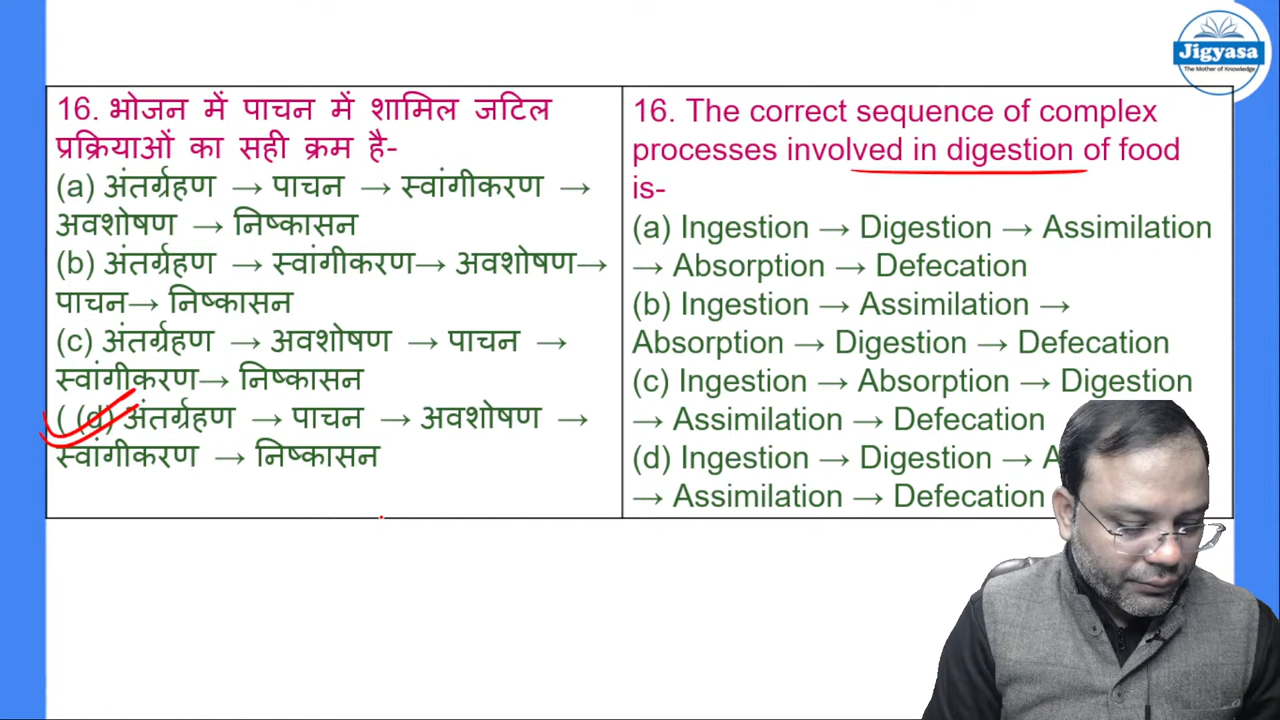 Jigyasa
The Mother of Knowledge
16. भोजन में पाचन में शामिल जटिल
प्रक्रियाओं का सही क्रम है-
(a) अंतर्ग्रहण → पाचन → स्वांगीकरण →
अवशोषण → निष्कासन
(b) अंतर्ग्रहण → स्वांगीकरण→ अवशोषण→
पाचन→ निष्कासन
(c) अंतर्ग्रहण → अवशोषण → पाचन →
स्वांगीकरण→ निष्कासन
( (d) अंतर्ग्रहण → पाचन → अवशोषण →
स्वांगीकरण → निष्कासन
16. The correct sequence of complex
processes involved in digestion of food
is-
(a) Ingestion → Digestion → Assimilation
→ Absorption → Defecation
(b) Ingestion → Assimilation →
Absorption → Digestion → Defecation
(c) Ingestion → Absorption → Digestion
→ Assimilation → Defecation
(d) Ingestion → Digestion →
→ Assimilation → Defecation